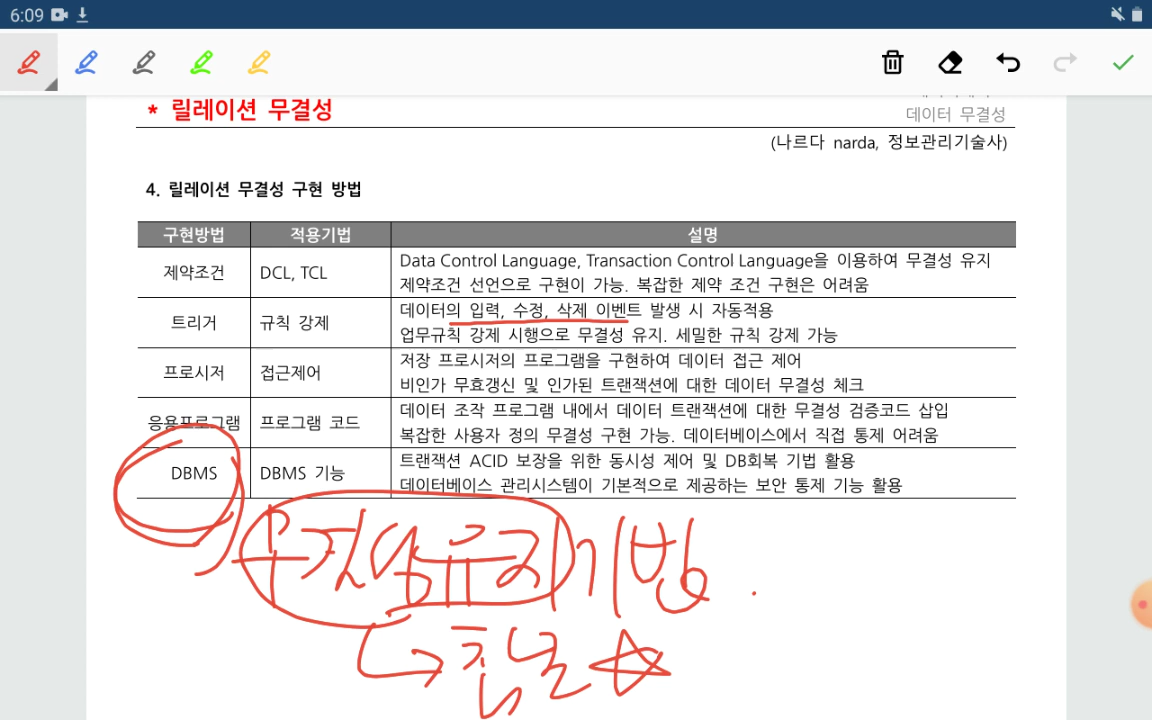 6:09
* 릴레이션 무결성
데이터 무결성
(나르다 narda, 정보관리기술사)
4. 릴레이션 무결성 구현 방법
구현방법 적용기법 설명
제약조건 DCL, TCL Data Control Language, Transaction Control Language을 이용하여 무결성 유지
제약조건 선언으로 구현이 가능. 복잡한 제약 조건 구현은 어려움
트리거 규칙 강제 데이터의 입력, 수정, 삭제 이벤트 발생 시 자동적용
업무규칙 강제 시행으로 무결성 유지. 세밀한 규칙 강제 가능
프로시저 접근제어 저장 프로시저의 프로그램을 구현하여 데이터 접근 제어
비인가 무효갱신 및 인가된 트랜잭션에 대한 데이터 무결성 체크
응용프로그램 프로그램 코드 데이터 조작 프로그램 내에서 데이터 트랜잭션에 대한 무결성 검증코드 삽입
복잡한 사용자 정의 무결성 구현 가능. 데이터베이스에서 직접 통제 어려움
DBMS DBMS 기능 트랜잭션 ACID 보장을 위한 동시성 제어 및 DB회복 기법 활용
데이터베이스 관리시스템이 기본적으로 제공하는 보안 통제 기능 활용
무결성유지기법.